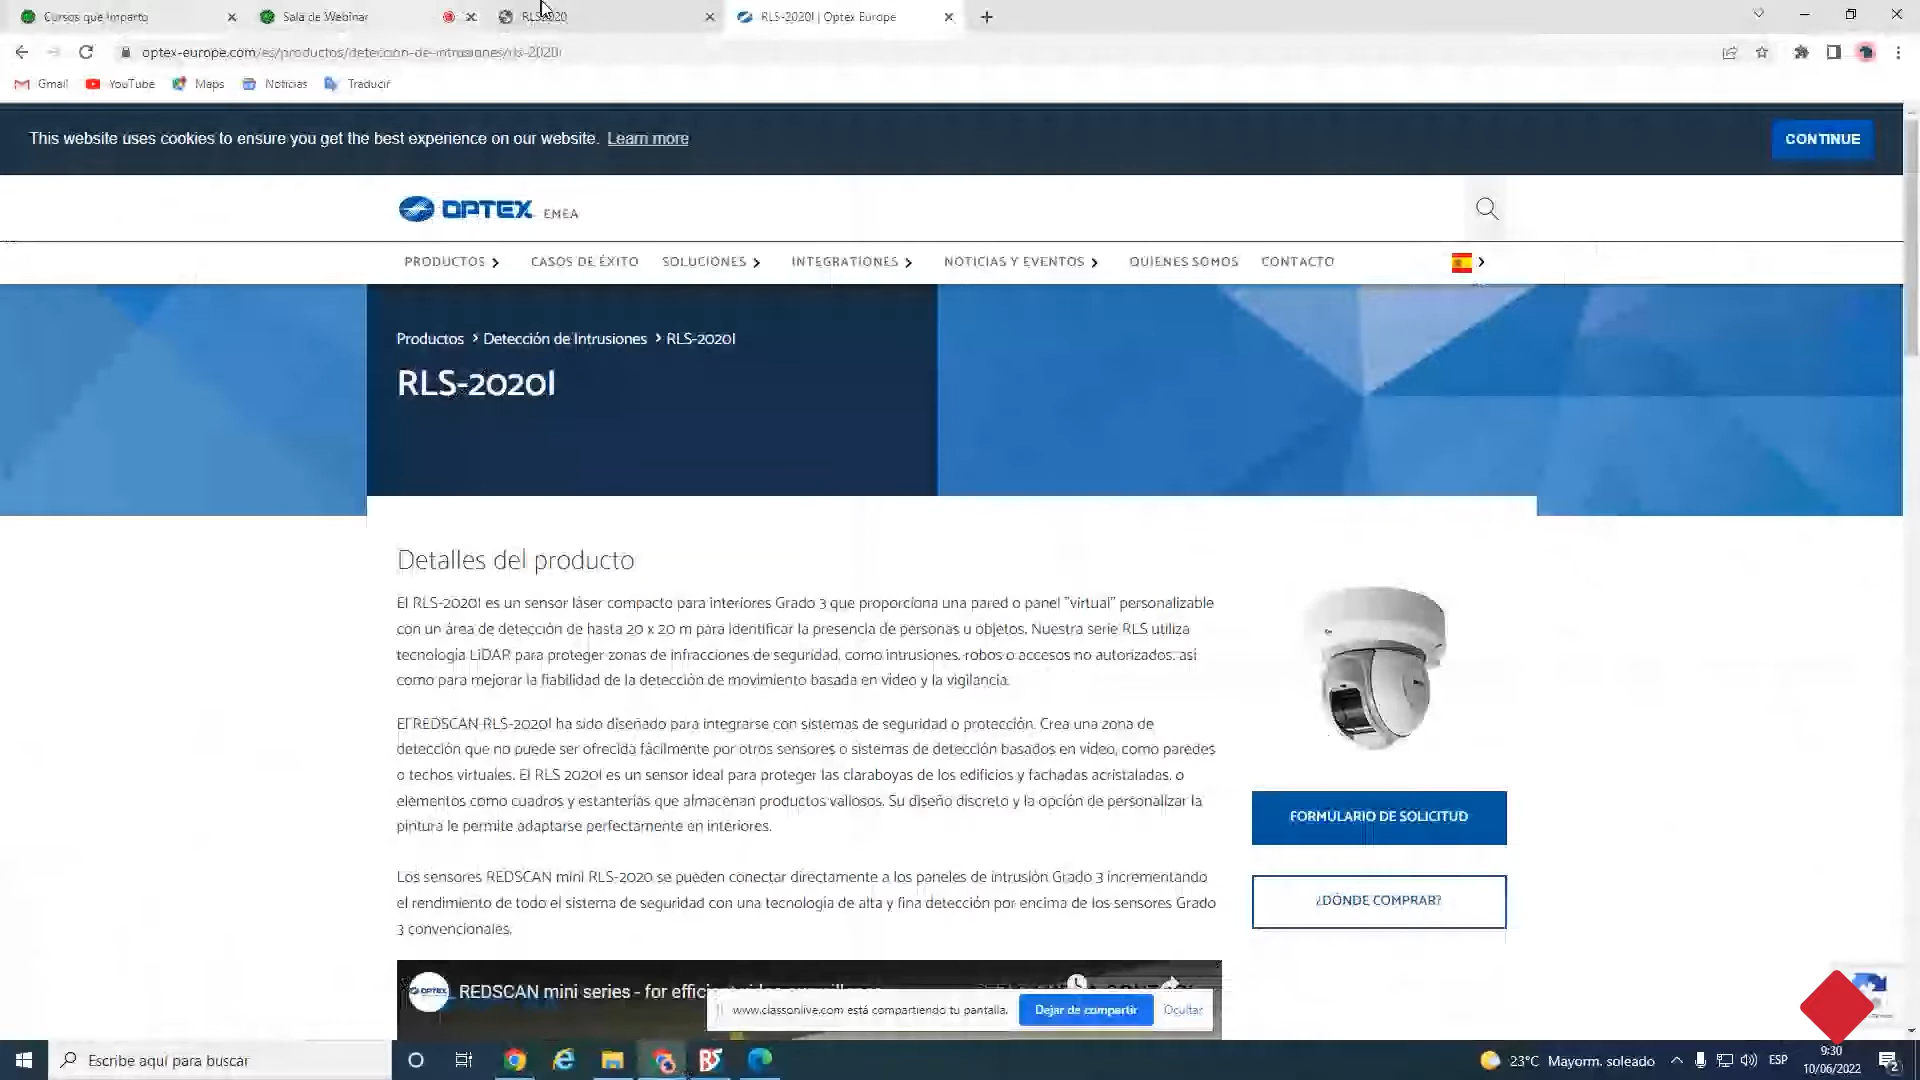 Cursos que imparto
Sala de Webinar
RLS-2020I | Optex Europe
optex-europe.com/es/productos/deteccion-de-intrusiones/rls-2020i
Gmail
YouTube
Maps
Noticias
Traducir
This website uses cookies to ensure you get the best experience on our website. Learn more
CONTINUE
OPTEX EMEA
PRODUCTOS
CASOS DE ÉXITO
SOLUCIONES
INTEGRATIONES
NOTICIAS Y EVENTOS
QUIENES SOMOS
CONTACTO
Productos > Detección de Intrusiones > RLS-2020I
RLS-2020I
Detalles del producto
El RLS-2020I es un sensor láser compacto para interiores Grado 3 que proporciona una pared o panel "virtual" personalizable
con un área de detección de hasta 20 x 20 m para identificar la presencia de personas u objetos. Nuestra serie RLS utiliza
tecnología LiDAR para proteger zonas de infracciones de seguridad, como intrusiones, robos o accesos no autorizados, así
como para mejorar la fiabilidad de la detección de movimiento basada en vídeo y la vigilancia.
El REDSCAN RLS-2020I ha sido diseñado para integrarse con sistemas de seguridad o protección. Crea una zona de
detección que no puede ser ofrecida fácilmente por otros sensores o sistemas de detección basados en vídeo, como paredes
o techos virtuales. El RLS 2020I es un sensor ideal para proteger las claraboyas de los edificios y fachadas acristaladas, o
elementos como cuadros y estanterías que almacenan productos valiosos. Su diseño discreto y la opción de personalizar la
pintura le permite adaptarse perfectamente en interiores.
Los sensores REDSCAN mini RLS-2020 se pueden conectar directamente a los paneles de intrusión Grado 3 incrementando
el rendimiento de todo el sistema de seguridad con una tecnología de alta y fina detección por encima de los sensores Grado
3 convencionales.
FORMULARIO DE SOLICITUD
¿DÓNDE COMPRAR?
OPTEX
REDSCAN mini series - for effic
www.classonlive.com está compartiendo tu pantalla.
Dejar de compartir
Ocultar
Escribe aquí para buscar
23°C Mayorm. soleado
ESP
9:30
10/06/2022
2